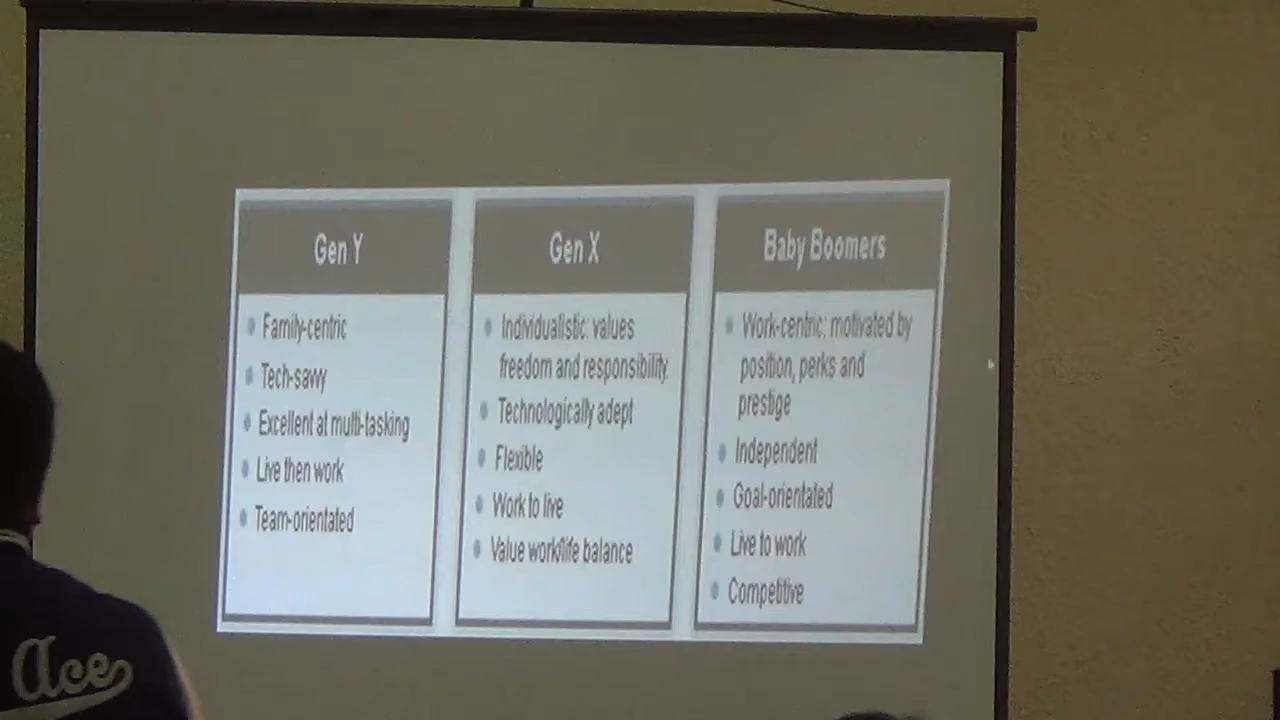 Gen Y
Family-centric
Tech-savvy
Excellent at multi-tasking
Live then work
Team-orientated
Gen X
Individualistic: values
freedom and responsibility.
Technologically adept
Flexible
Work to live
Value work/life balance
Baby Boomers
Work-centric: motivated by
position, perks and
prestige
Independent
Goal-orientated
Live to work
Competitive
Ace